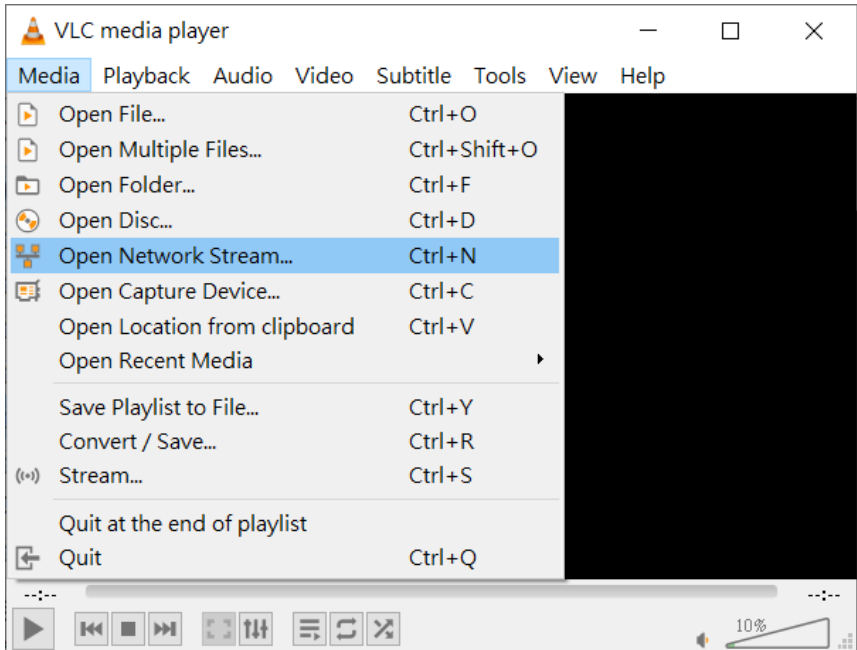 VLC media player
Media Playback Audio Video Subtitle Tools View Help
Open File... Ctrl+O
Open Multiple Files... Ctrl+Shift+O
Open Folder... Ctrl+F
Open Disc... Ctrl+D
Open Network Stream... Ctrl+N
Open Capture Device... Ctrl+C
Open Location from clipboard Ctrl+V
Open Recent Media
Save Playlist to File... Ctrl+Y
Convert / Save... Ctrl+R
Stream... Ctrl+S
Quit at the end of playlist
Quit Ctrl+Q
--:-- --:--
10%